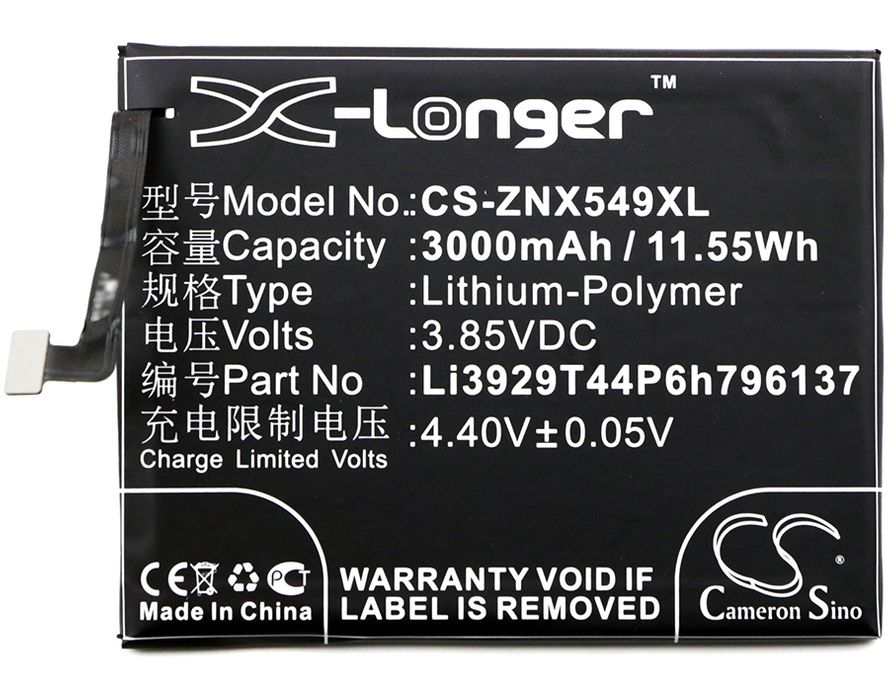 X-Longer™
型号Model No.:CS-ZNX549XL
容量Capacity :3000mAh / 11.55Wh
规格Type :Lithium-Polymer
电压Volts :3.85VDC
编号Part No :Li3929T44P6h796137
充电限制电压 :4.40V±0.05V
Charge Limited Volts
CE PCT
Made In China
WARRANTY VOID IF
LABEL IS REMOVED
CS®
Cameron Sino